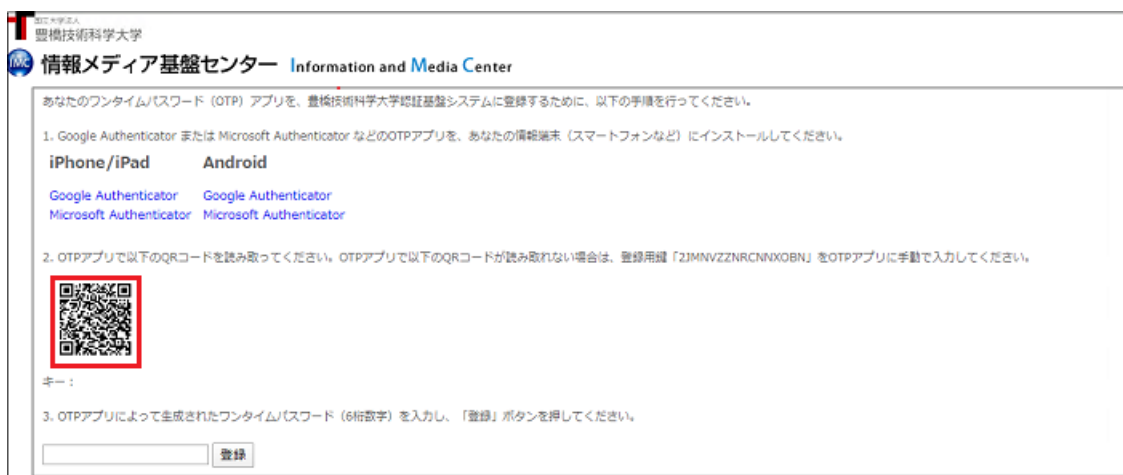 国立大学法人
豊橋技術科学大学
IMC 情報メディア基盤センター Information and Media Center
あなたのワンタイムパスワード（OTP）アプリを、豊橋技術科学大学認証基盤システムに登録するために、以下の手順を行ってください。
1. Google Authenticator または Microsoft Authenticator などのOTPアプリを、あなたの情報端末（スマートフォンなど）にインストールしてください。
iPhone/iPad Android
Google Authenticator Google Authenticator
Microsoft Authenticator Microsoft Authenticator
2. OTPアプリで以下のQRコードを読み取ってください。OTPアプリで以下のQRコードが読み取れない場合は、登録用鍵「2JMNVZZNRCNNXOBN」をOTPアプリに手動で入力してください。
キー：
3. OTPアプリによって生成されたワンタイムパスワード（6桁数字）を入力し、「登録」ボタンを押してください。
登録